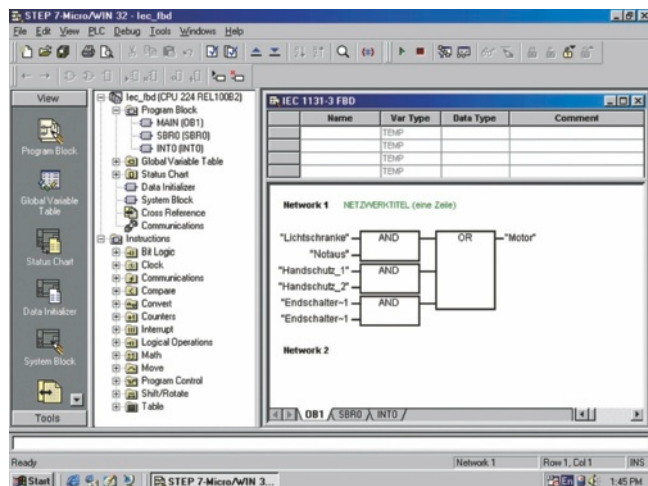 STEP 7-Micro/WIN 32 - Iec_fbd
File Edit View PLC Debug Tools Windows Help
View
Program Block
Global Variable Table
Status Chart
Data Initializer
System Block
Tools
Iec_fbd (CPU 224 REL100B2)
Program Block
MAIN (OB1)
SBR0 (SBR0)
INT0 (INT0)
Global Variable Table
Status Chart
Data Initializer
System Block
Cross Reference
Communications
Instructions
Bit Logic
Clock
Communications
Compare
Convert
Counters
Interrupt
Logical Operations
Math
Move
Program Control
Shift/Rotate
Table
IEC 1131-3 FBD
Name Var Type Data Type Comment
TEMP
TEMP
TEMP
TEMP
Network 1 NETZWERKTITEL (eine Zeile)
"Lichtschranke" AND OR "Motor"
"Notaus"
"Handschutz_1" AND
"Handschutz_2"
"Endschalter~1 AND
"Endschalter~1
Network 2
OB1 SBR0 INT0
Ready Network 1 Row 1, Col 1 INS
Start STEP 7-Micro/WIN 3... En 1:45 PM